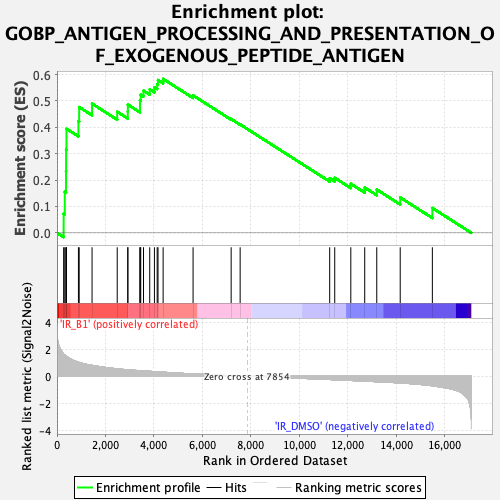 Enrichment plot:
GOBP_ANTIGEN_PROCESSING_AND_PRESENTATION_O
F_EXOGENOUS_PEPTIDE_ANTIGEN
Enrichment score (ES)
0.6
0.5
0.4
0.3
0.2
0.1
0.0
'IR_B1' (positively correlated)
Ranked list metric (Signal2Noise)
4
2
0
-2
-4
Zero cross at 7854
'IR_DMSO' (negatively correlated)
0
2,000
4,000
6,000
8,000
10,000
12,000
14,000
16,000
Rank in Ordered Dataset
Enrichment profile
Hits
Ranking metric scores